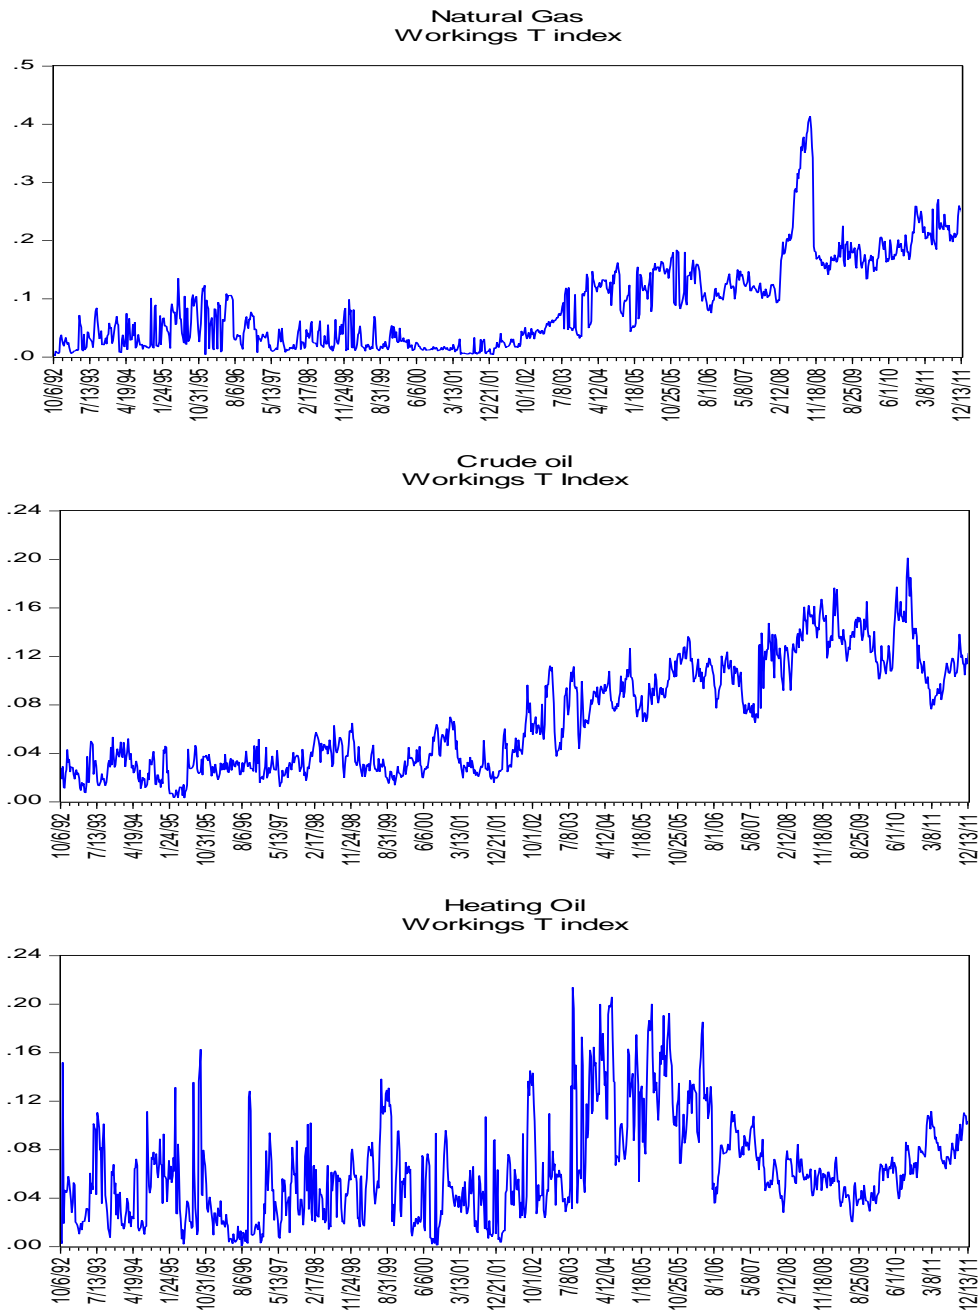 Natural Gas
Workings T index
.5
.4
.3
.2
.1
.0
10/6/92 7/13/93 4/19/94 1/24/95 10/31/95 8/6/96 5/13/97 2/17/98 11/24/98 8/31/99 6/6/00 3/13/01 12/21/01 10/1/02 7/8/03 4/12/04 1/18/05 10/25/05 8/1/06 5/8/07 2/12/08 11/18/08 8/25/09 6/1/10 3/8/11 12/13/11
Crude oil
Workings T Index
.24
.20
.16
.12
.08
.04
.00
10/6/92 7/13/93 4/19/94 1/24/95 10/31/95 8/6/96 5/13/97 2/17/98 11/24/98 8/31/99 6/6/00 3/13/01 12/21/01 10/1/02 7/8/03 4/12/04 1/18/05 10/25/05 8/1/06 5/8/07 2/12/08 11/18/08 8/25/09 6/1/10 3/8/11 12/13/11
Heating Oil
Workings T index
.24
.20
.16
.12
.08
.04
.00
10/6/92 7/13/93 4/19/94 1/24/95 10/31/95 8/6/96 5/13/97 2/17/98 11/24/98 8/31/99 6/6/00 3/13/01 12/21/01 10/11/02 7/8/03 4/12/04 1/18/05 10/25/05 8/1/06 5/8/07 2/12/08 11/18/08 8/25/09 6/11/10 3/8/11 12/13/11